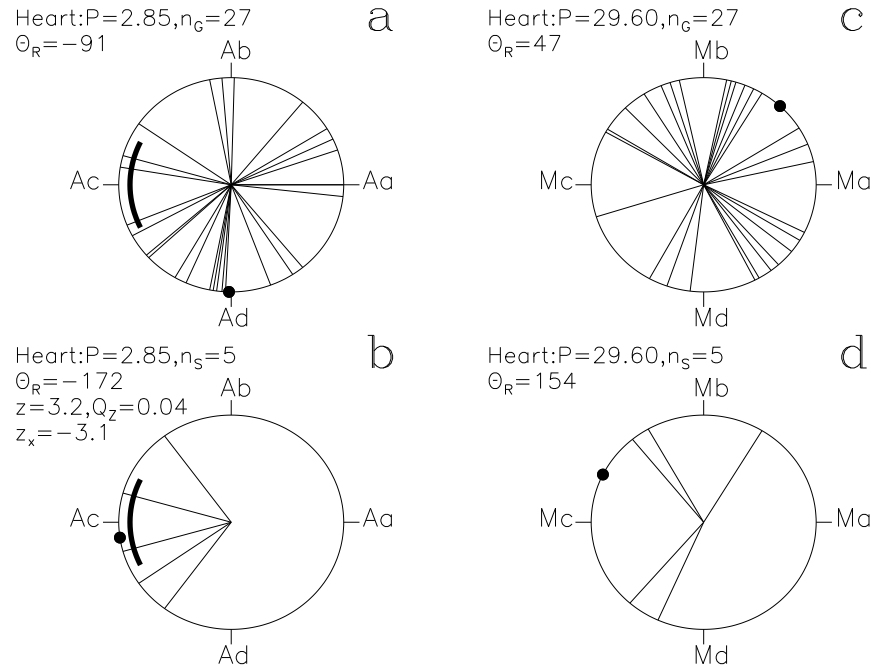 Heart:P=2.85,n_G=27
Θ_R=−91
a
Ab
Ac
Aa
Ad
Heart:P=29.60,n_G=27
Θ_R=47
c
Mb
Mc
Ma
Md
Heart:P=2.85,n_S=5
Θ_R=−172
z=3.2,Q_Z=0.04
z_x=−3.1
b
Ab
Ac
Aa
Ad
Heart:P=29.60,n_S=5
Θ_R=154
d
Mb
Mc
Ma
Md